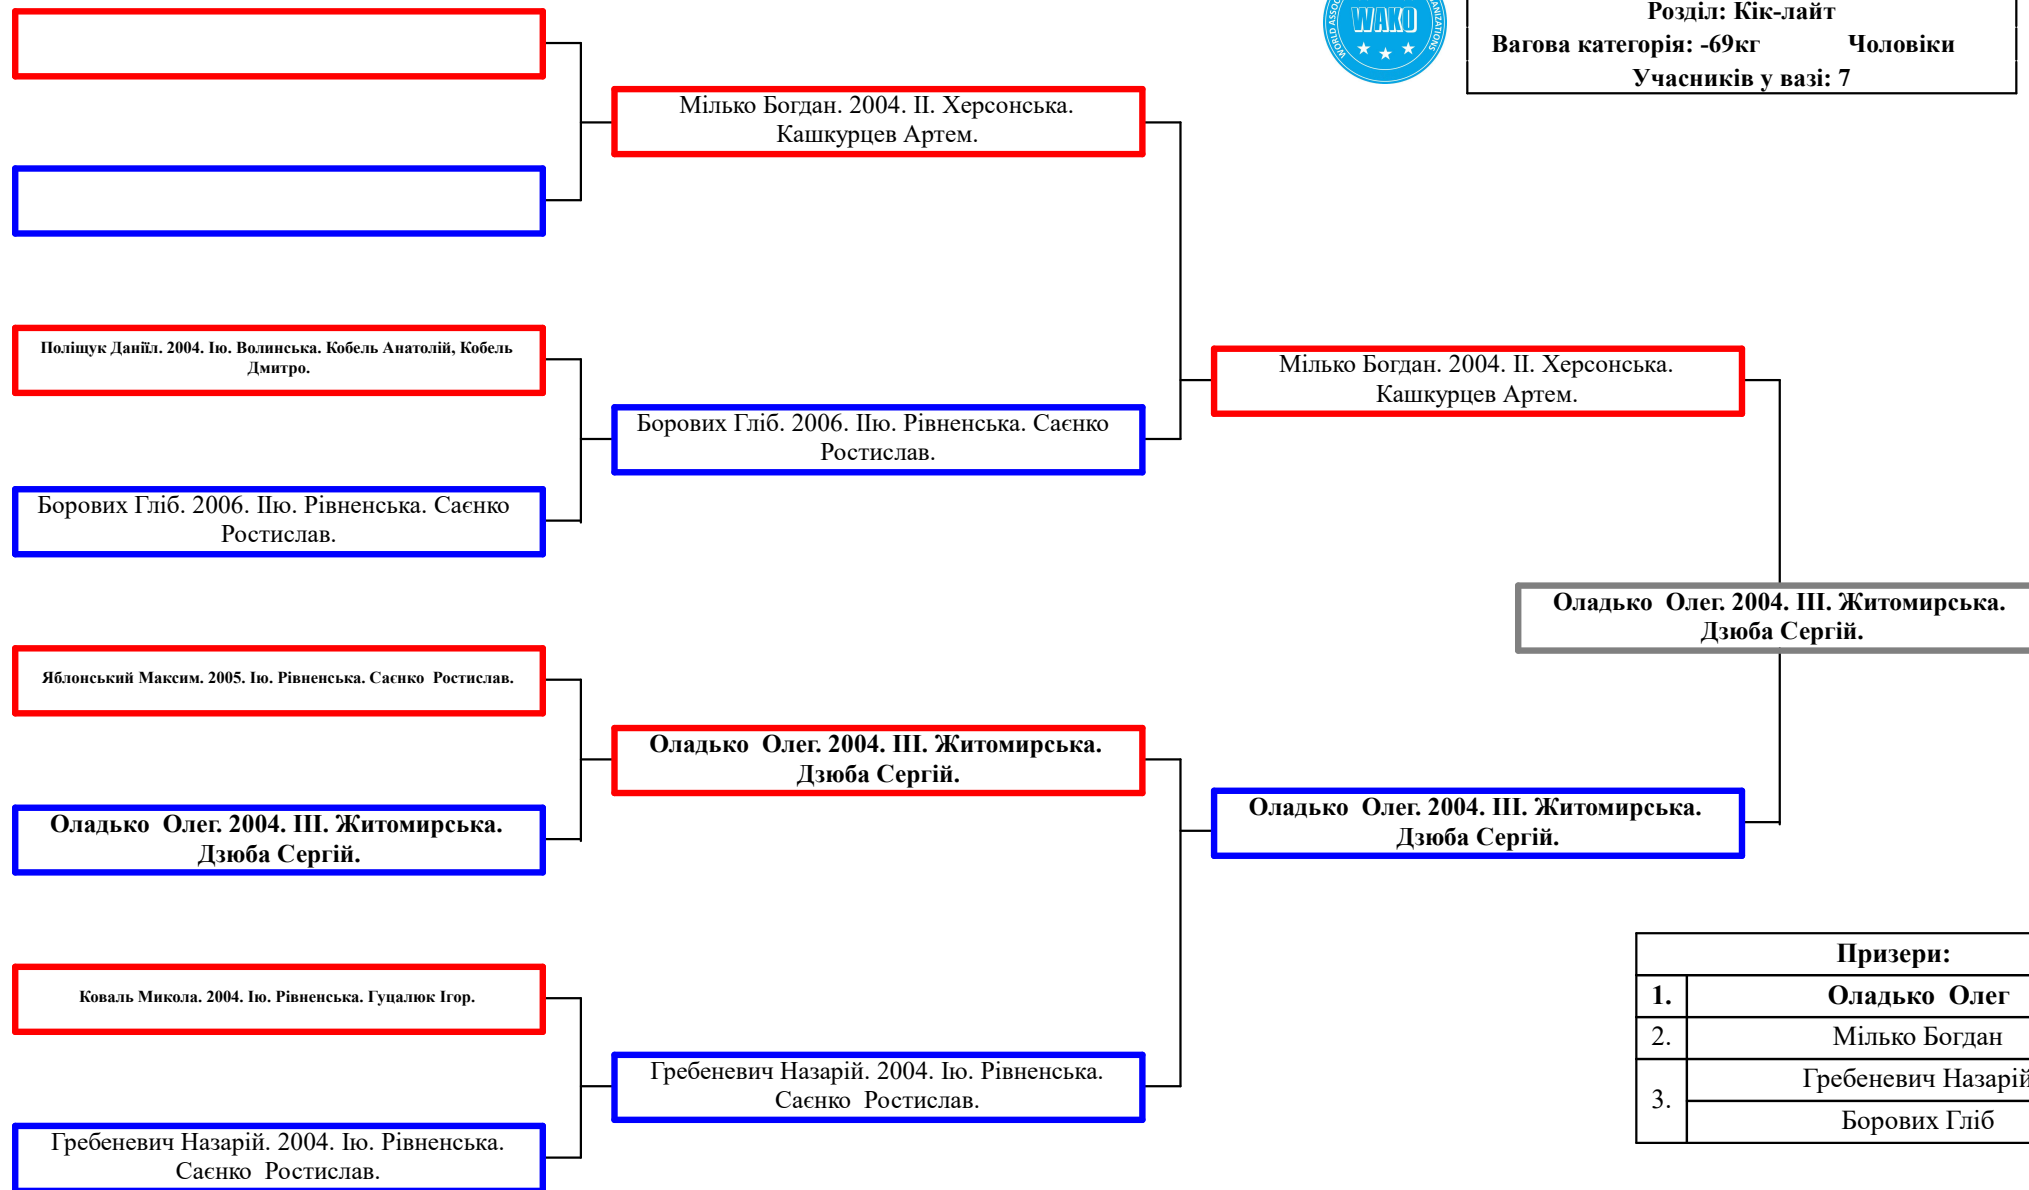 WORLD ASSOC
ANIZATIONS
WAKO
Розділ: Кік-лайт
Вагова категорія: -69кг Чоловіки
Учасників у вазі: 7
Мілько Богдан. 2004. ІІ. Херсонська.
Кашкурцев Артем.
Поліщук Даніїл. 2004. Ію. Волинська. Кобель Анатолій, Кобель
Дмитро.
Борових Гліб. 2006. ІІю. Рівненська. Саєнко
Ростислав.
Борових Гліб. 2006. ІІю. Рівненська. Саєнко
Ростислав.
Мілько Богдан. 2004. ІІ. Херсонська.
Кашкурцев Артем.
Оладько Олег. 2004. ІІІ. Житомирська.
Дзюба Сергій.
Яблонський Максим. 2005. Ію. Рівненська. Саєнко Ростислав.
Оладько Олег. 2004. ІІІ. Житомирська.
Дзюба Сергій.
Оладько Олег. 2004. ІІІ. Житомирська.
Дзюба Сергій.
Оладько Олег. 2004. ІІІ. Житомирська.
Дзюба Сергій.
Коваль Микола. 2004. Ію. Рівненська. Гуцалюк Ігор.
Гребеневич Назарій. 2004. Ію. Рівненська.
Саєнко Ростислав.
Гребеневич Назарій. 2004. Ію. Рівненська.
Саєнко Ростислав.
Призери:
1. Оладько Олег
2. Мілько Богдан
3. Гребеневич Назарій
Борових Гліб